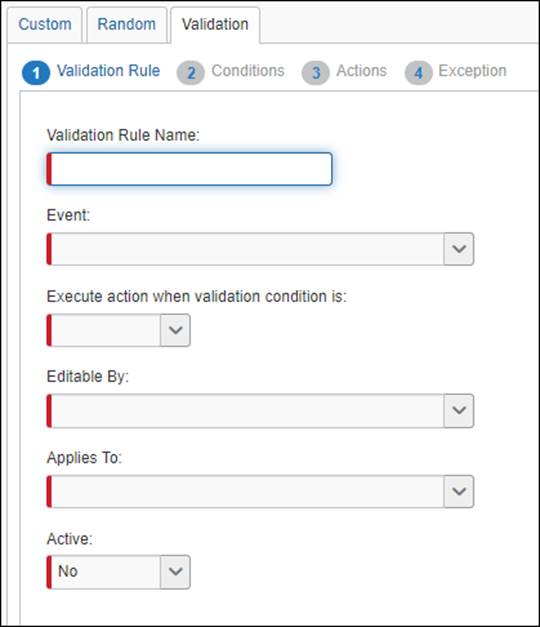 Custom Random Validation
1 Validation Rule 2 Conditions 3 Actions 4 Exception
Validation Rule Name:
Event:
Execute action when validation condition is:
Editable By:
Applies To:
Active:
No